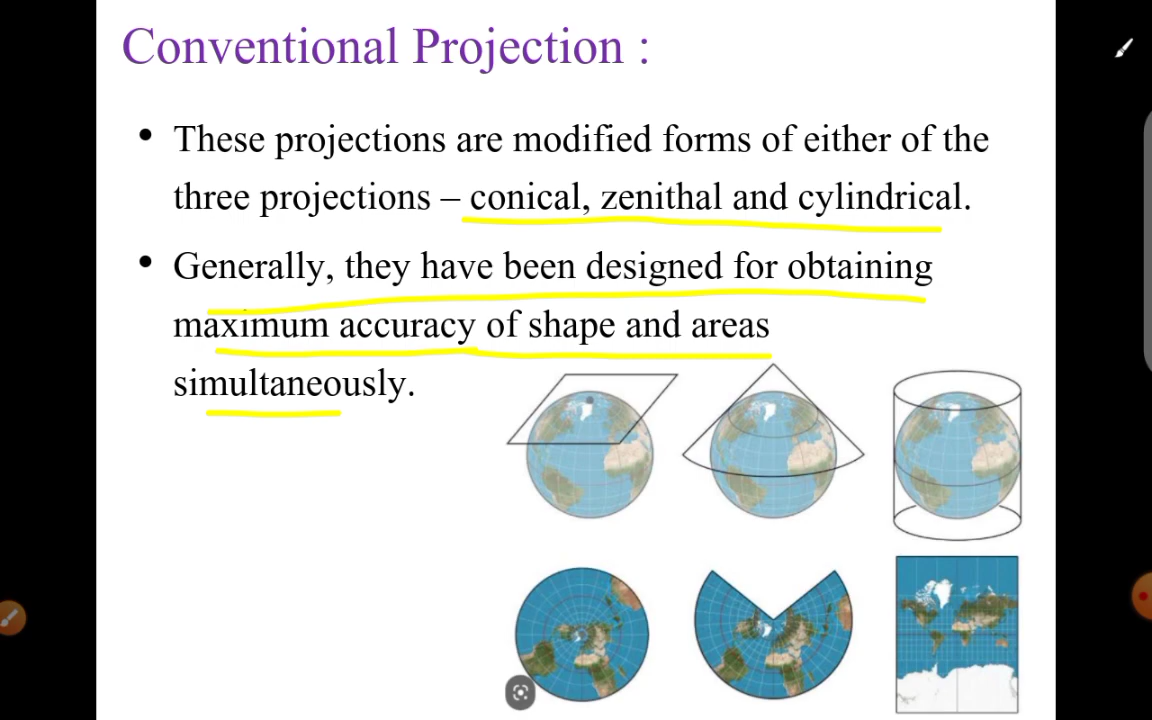 Conventional Projection :
• These projections are modified forms of either of the
three projections – conical, zenithal and cylindrical.
• Generally, they have been designed for obtaining
maximum accuracy of shape and areas
simultaneously.